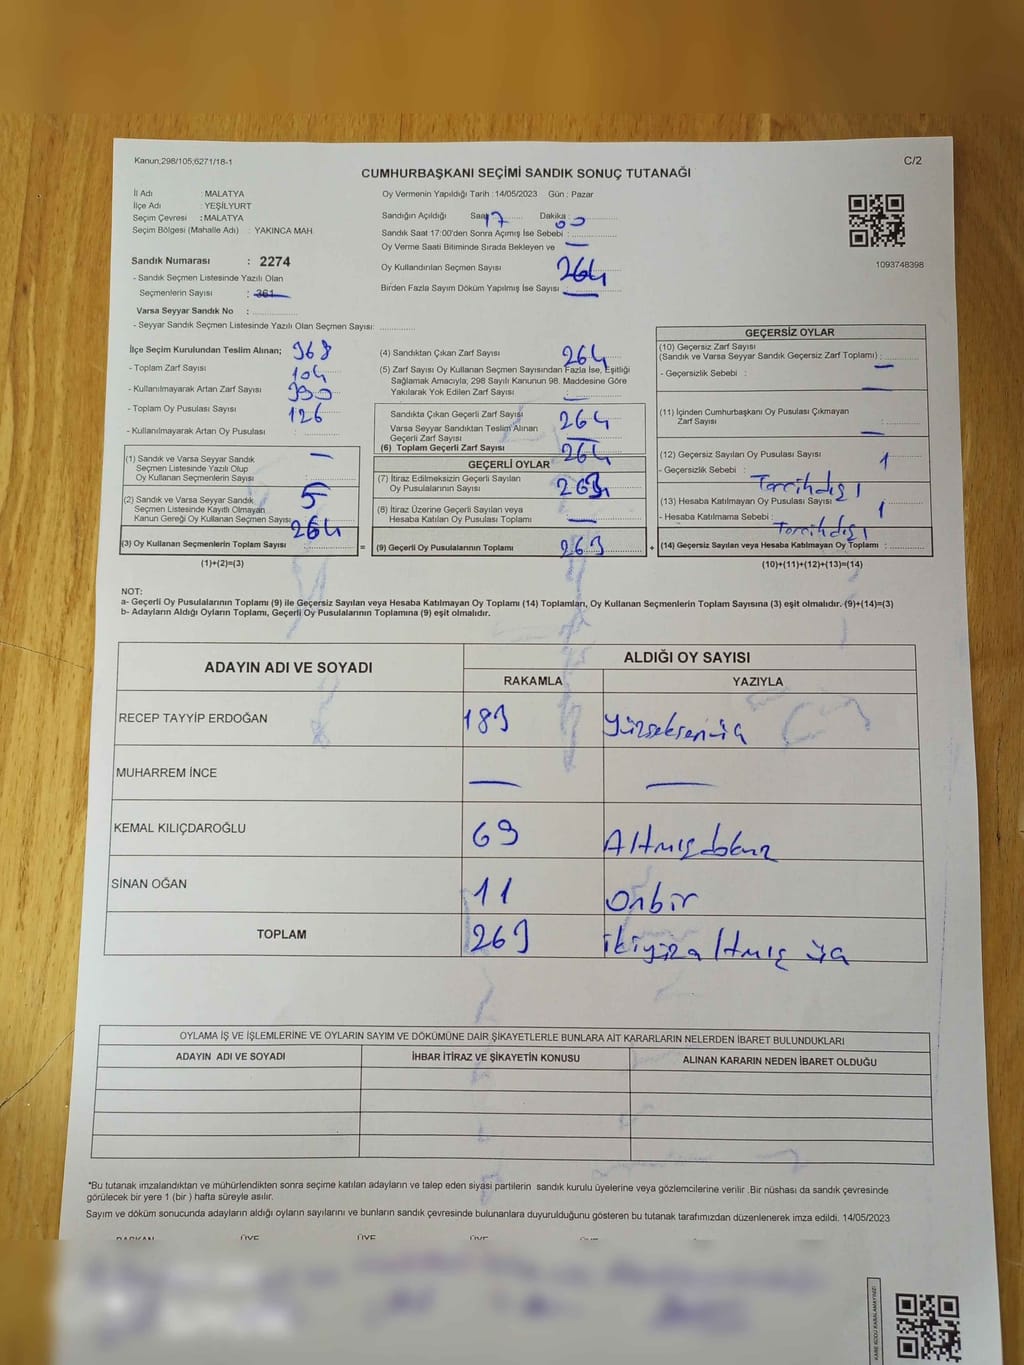 Kanun;298/105;6271/18-1
C/2
CUMHURBAŞKANI SEÇİMİ SANDIK SONUÇ TUTANAĞI
İl Adı : MALATYA
İlçe Adı : YEŞİLYURT
Seçim Çevresi : MALATYA
Seçim Bölgesi (Mahalle Adı) : YAKINCA MAH.
Sandık Numarası : 2274
- Sandık Seçmen Listesinde Yazılı Olan
Seçmenlerin Sayısı : 361
Varsa Seyyar Sandık No :
- Seyyar Sandık Seçmen Listesinde Yazılı Olan Seçmen Sayısı:
Oy Vermenin Yapıldığı Tarih : 14/05/2023 Gün : Pazar
Sandığın Açıldığı Saat 17 Dakika : 00
Sandık Saat 17:00'den Sonra Açımış İse Sebebi :
Oy Verme Saati Bitiminde Sırada Bekleyen ve
Oy Kullandırılan Seçmen Sayısı 264
Birden Fazla Sayım Döküm Yapılmış İse Sayısı
1093748398
İlçe Seçim Kurulundan Teslim Alınan; 368
- Toplam Zarf Sayısı 104
- Kullanılmayarak Artan Zarf Sayısı 390
- Toplam Oy Pusulası Sayısı 126
- Kullanılmayarak Artan Oy Pusulası :
(1) Sandık ve Varsa Seyyar Sandık
Seçmen Listesinde Yazılı Olup
Oy Kullanan Seçmenlerin Sayısı
(2) Sandık ve Varsa Seyyar Sandık
Seçmen Listesinde Kayıtlı Olmayan
Kanun Gereği Oy Kullanan Seçmen Sayısı 5
(3) Oy Kullanan Seçmenlerin Toplam Sayısı 264
(1)+(2)=(3)
(4) Sandıktan Çıkan Zarf Sayısı 264
(5) Zarf Sayısı Oy Kullanan Seçmen Sayısından Fazla İse, Eşitliği
Sağlamak Amacıyla; 298 Sayılı Kanunun 98. Maddesine Göre
Yakılarak Yok Edilen Zarf Sayısı
Sandıkta Çıkan Geçerli Zarf Sayısı 264
Varsa Seyyar Sandıktan Teslim Alınan
Geçerli Zarf Sayısı
(6) Toplam Geçerli Zarf Sayısı 264
GEÇERLİ OYLAR
(7) İtiraz Edilmeksizin Geçerli Sayılan
Oy Pusulasının Sayısı 263
(8) İtiraz Üzerine Geçerli Sayılan veya
Hesaba Katılan Oy Pusulası Toplamı
= (9) Geçerli Oy Pusulalarının Toplamı 263 +
GEÇERSİZ OYLAR
(10) Geçersiz Zarf Sayısı
(Sandık ve Varsa Seyyar Sandık Geçersiz Zarf Toplamı) :
- Geçersizlik Sebebi :
(11) İçinden Cumhurbaşkanı Oy Pusulası Çıkmayan
Zarf Sayısı :
(12) Geçersiz Sayılan Oy Pusulası Sayısı 1
- Geçersizlik Sebebi :
(13) Hesaba Katılmayan Oy Pusulası Sayısı : 1
- Hesaba Katılmama Sebebi :
(14) Geçersiz Sayılan veya Hesaba Katılmayan Oy Toplamı :
(10)+(11)+(12)+(13)=(14)
NOT:
a- Geçerli Oy Pusulalarının Toplamı (9) ile Geçersiz Sayılan veya Hesaba Katılmayan Oy Toplamı (14) Toplamları, Oy Kullanan Seçmenlerin Toplam Sayısına (3) eşit olmalıdır. (9)+(14)=(3)
b- Adayların Aldığı Oyların Toplamı, Geçerli Oy Pusulalarının Toplamına (9) eşit olmalıdır.
ADAYIN ADI VE SOYADI ALDIĞI OY SAYISI
RAKAMLA YAZIYLA
RECEP TAYYİP ERDOĞAN 183 Yüzseksenüç
MUHARREM İNCE
KEMAL KILIÇDAROĞLU 69 Altmışdokuz
SİNAN OĞAN 11 Onbir
TOPLAM 263 ikiyüzaltmış üç
OYLAMA İŞ VE İŞLEMLERİNE VE OYLARIN SAYIM VE DÖKÜMÜNE DAİR ŞİKAYETLERLE BUNLARA AİT KARARLARIN NELERDEN İBARET BULUNDUKLARI
ADAYIN ADI VE SOYADI İHBAR İTİRAZ VE ŞİKAYETİN KONUSU ALINAN KARARIN NEDEN İBARET OLDUĞU
*Bu tutanak imzalandıktan ve mühürlendikten sonra seçime katılan adayların ve talep eden siyasi partilerin sandık kurulu üyelerine veya gözlemcilerine verilir .Bir nüshası da sandık çevresinde
görülecek bir yere 1 (bir ) hafta süreyle asılır.
Sayım ve döküm sonucunda adayların aldığı oyların sayılarını ve bunların sandık çevresinde bulunanlara duyurulduğunu gösteren bu tutanak tarafımızdan düzenlenerek imza edildi. 14/05/2023
BAŞKAN ÜYE ÜYE ÜYE